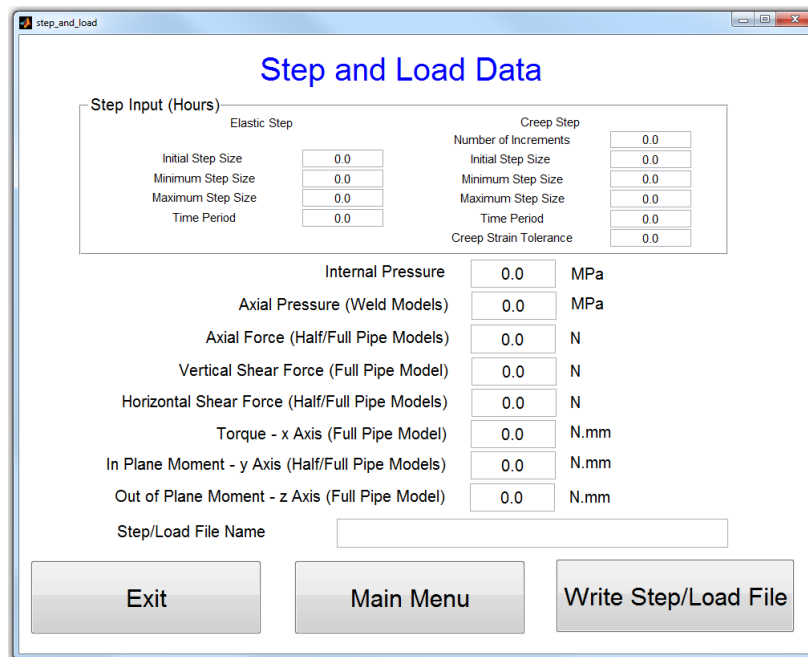 step_and_load
Step and Load Data
Step Input (Hours)
Elastic Step
Initial Step Size 0.0
Minimum Step Size 0.0
Maximum Step Size 0.0
Time Period 0.0
Creep Step
Number of Increments 0.0
Initial Step Size 0.0
Minimum Step Size 0.0
Maximum Step Size 0.0
Time Period 0.0
Creep Strain Tolerance 0.0
Internal Pressure 0.0 MPa
Axial Pressure (Weld Models) 0.0 MPa
Axial Force (Half/Full Pipe Models) 0.0 N
Vertical Shear Force (Full Pipe Model) 0.0 N
Horizontal Shear Force (Half/Full Pipe Models) 0.0 N
Torque - x Axis (Full Pipe Model) 0.0 N.mm
In Plane Moment - y Axis (Half/Full Pipe Models) 0.0 N.mm
Out of Plane Moment - z Axis (Full Pipe Model) 0.0 N.mm
Step/Load File Name
Exit Main Menu Write Step/Load File